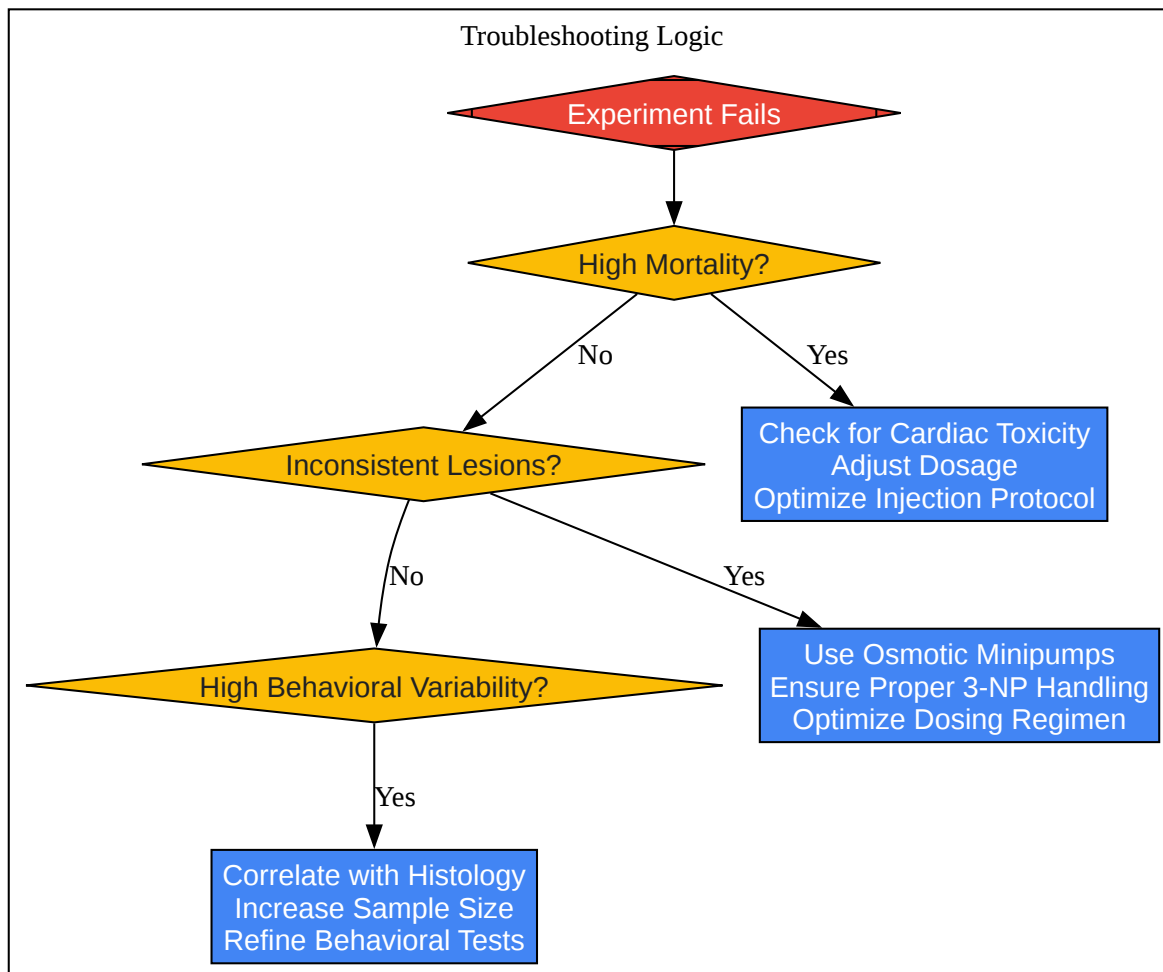 Troubleshooting Logic
Experiment Fails
High Mortality?
No
Yes
Check for Cardiac Toxicity
Adjust Dosage
Optimize Injection Protocol
Inconsistent Lesions?
No
Yes
Use Osmotic Minipumps
Ensure Proper 3-NP Handling
Optimize Dosing Regimen
High Behavioral Variability?
Yes
Correlate with Histology
Increase Sample Size
Refine Behavioral Tests